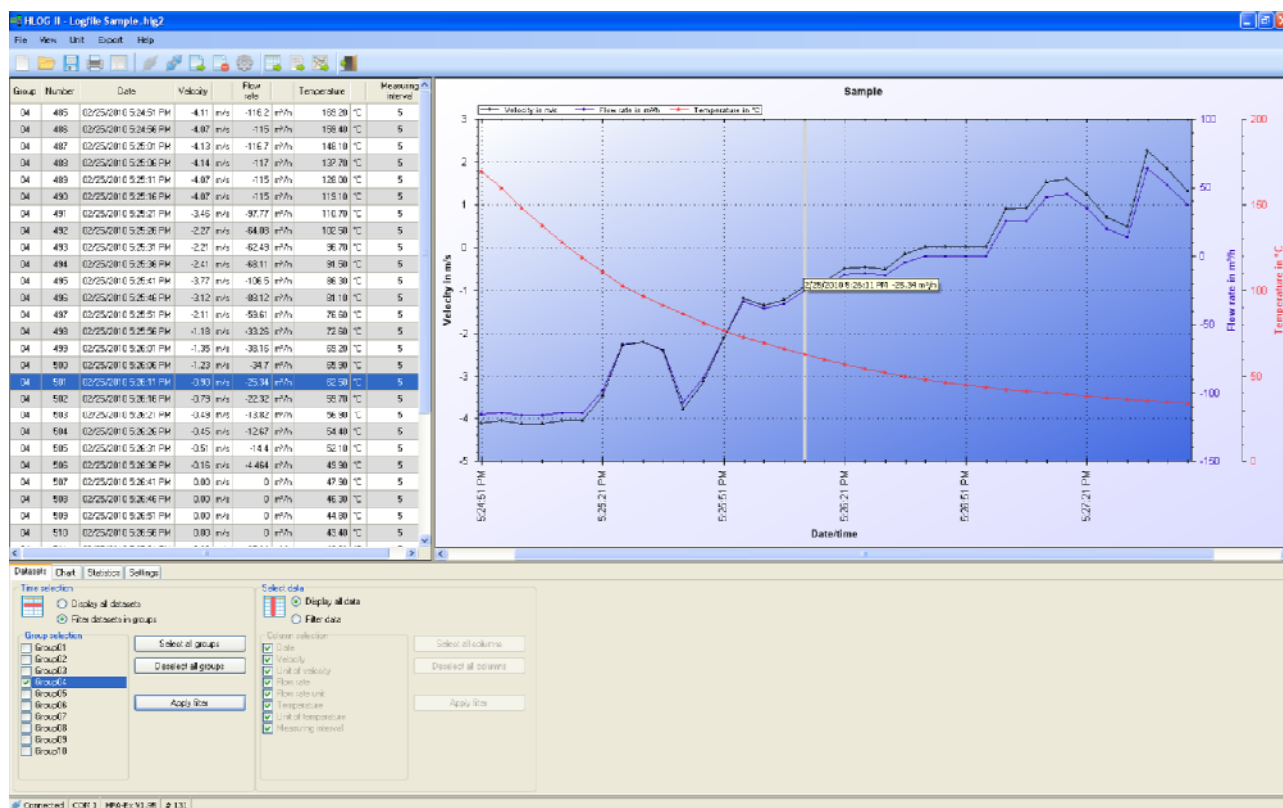 HLOG II - Logfile Sample.hlg2
File View Unit Export Help
Group Number Date Velocity Flow rate Temperature Measuring interval
04 485 02/25/2010 5:24:51 PM -4.11 m/s -116.2 m³/h 169.20 °C 5
04 486 02/25/2010 5:24:56 PM -4.07 m/s -115 m³/h 159.40 °C 5
04 487 02/25/2010 5:25:01 PM -4.13 m/s -116.7 m³/h 148.10 °C 5
04 488 02/25/2010 5:25:06 PM -4.14 m/s -117 m³/h 137.70 °C 5
04 489 02/25/2010 5:25:11 PM -4.07 m/s -115 m³/h 128.00 °C 5
04 490 02/25/2010 5:25:16 PM -4.07 m/s -115 m³/h 119.10 °C 5
04 491 02/25/2010 5:25:21 PM -3.46 m/s -97.77 m³/h 110.70 °C 5
04 492 02/25/2010 5:25:26 PM -2.27 m/s m³/h 102.50 °C 5
04 493 02/25/2010 5:25:31 PM -2.21 m/s -62.49 m³/h 96.70 °C 5
04 494 02/25/2010 5:25:36 PM -2.41 m/s -68.11 m³/h 91.50 °C 5
04 495 02/25/2010 5:25:41 PM -3.77 m/s -106.5 m³/h 86.30 °C 5
04 496 02/25/2010 5:25:46 PM -3.12 m/s m³/h 81.10 °C 5
04 497 02/25/2010 5:25:51 PM -2.11 m/s -59.61 m³/h 76.60 °C 5
04 498 02/25/2010 5:25:56 PM -1.18 m/s -33.26 m³/h 72.60 °C 5
04 499 02/25/2010 5:26:01 PM -1.35 m/s -38.16 m³/h 69.20 °C 5
04 500 02/25/2010 5:26:06 PM -1.23 m/s -34.7 m³/h 65.90 °C 5
04 501 02/25/2010 5:26:11 PM -0.90 m/s -25.34 m³/h 62.50 °C 5
04 502 02/25/2010 5:26:16 PM -0.79 m/s -22.32 m³/h 59.70 °C 5
04 503 02/25/2010 5:26:21 PM -0.49 m/s -13.82 m³/h 56.90 °C 5
04 504 02/25/2010 5:26:26 PM -0.45 m/s -12.67 m³/h 54.40 °C 5
04 505 02/25/2010 5:26:31 PM -0.51 m/s -14.4 m³/h 52.10 °C 5
04 506 02/25/2010 5:26:36 PM -0.16 m/s -4.464 m³/h 49.90 °C 5
04 507 02/25/2010 5:26:41 PM 0.00 m/s 0 m³/h 47.90 °C 5
04 508 02/25/2010 5:26:46 PM 0.00 m/s 0 m³/h 46.30 °C 5
04 509 02/25/2010 5:26:51 PM 0.00 m/s 0 m³/h 44.80 °C 5
04 510 02/25/2010 5:26:56 PM 0.00 m/s 0 m³/h 43.40 °C 5
Sample
Velocity in m/s Flow rate in m³/h Temperature in °C
3 100 200
2
50
1 150
0 0
2/25/2010 5:26:11 PM -25.34 m³/h
-1 100
-2 -50
-3 50
-100
-4
-5 -150 0
Velocity in m/s
Flow rate in m³/h
Temperature in °C
5:24:51 PM 5:25:21 PM 5:25:51 PM 5:26:21 PM 5:26:51 PM 5:27:21 PM
Date/time
Datasets Chart Statistics Settings
Time selection
Display all datasets
Filter datasets in groups
Group selection
Group01
Group02
Group03
Group04
Group05
Group06
Group07
Group08
Group09
Group10
Select all groups
Deselect all groups
Apply filter
Select data
Display all data
Filter data
Column selection
Date
Velocity
Unit of velocity
Flow rate
Flow rate unit
Temperature
Unit of temperature
Measuring interval
Select all columns
Deselect all columns
Apply filter
Connected COM 1 # 131